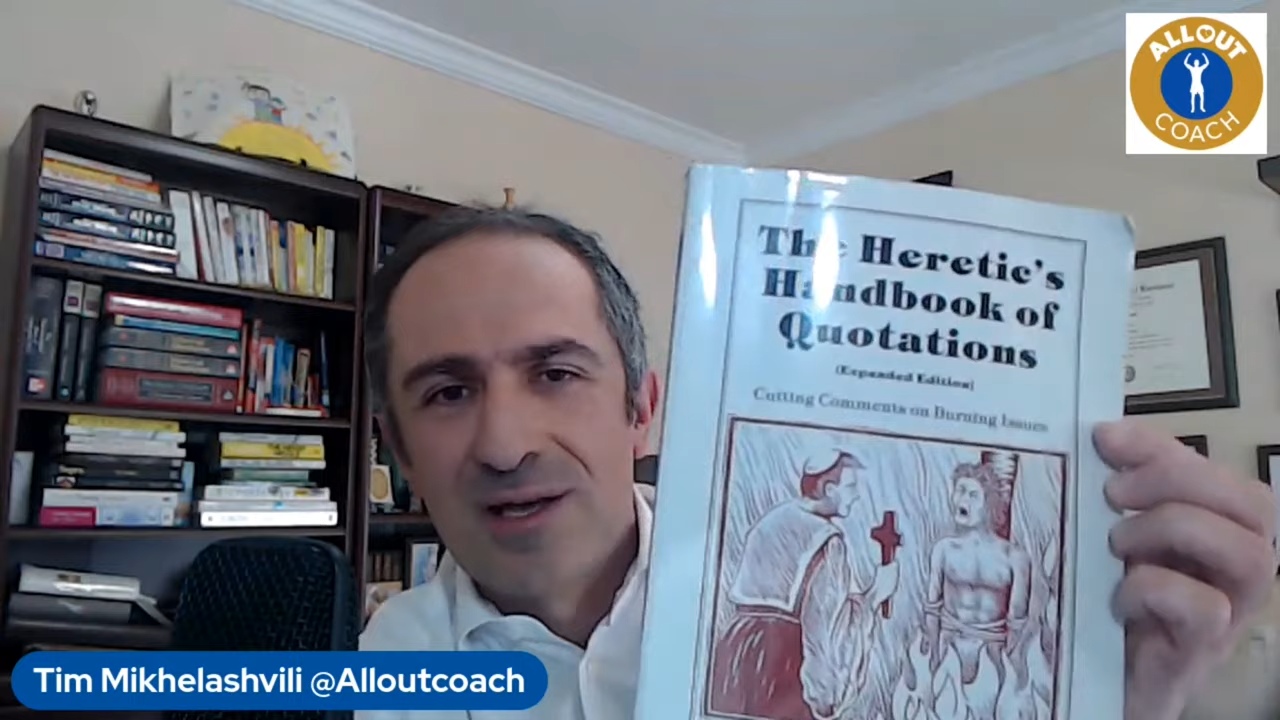 ALLOUT
COACH
The Heretic's
Handbook of
Quotations
(Expanded Edition)
Cutting Comments on Burning Issues
Tim Mikhelashvili @Alloutcoach